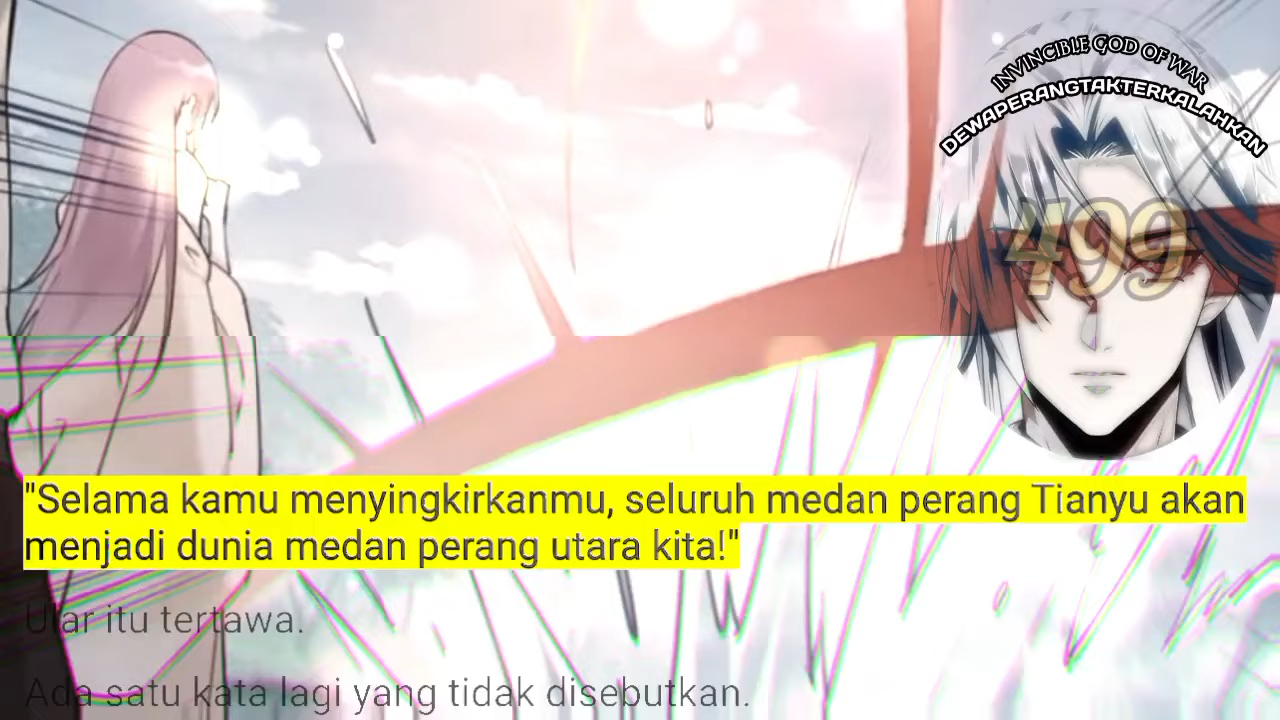 INVINCIBLE GOD OF WAR
DEWAPERANGTAKTERKALAHKAN
499
"Selama kamu menyingkirkanmu, seluruh medan perang Tianyu akan
menjadi dunia medan perang utara kita!"
Ular itu tertawa.
Ada satu kata lagi yang tidak disebutkan.